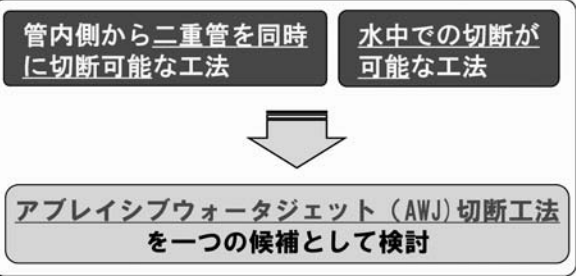 管内側から二重管を同時
に切断可能な工法
水中での切断が
可能な工法
アブレイシブウォータジェット（AWJ)切断工法
を一つの候補として検討